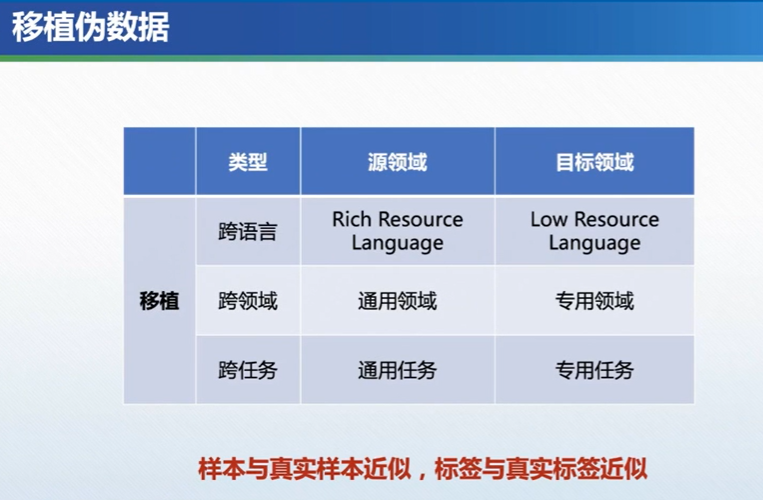 移植伪数据
类型 源领域 目标领域
移植
跨语言 Rich Resource Language Low Resource Language
跨领域 通用领域 专用领域
跨任务 通用任务 专用任务
样本与真实样本近似，标签与真实标签近似